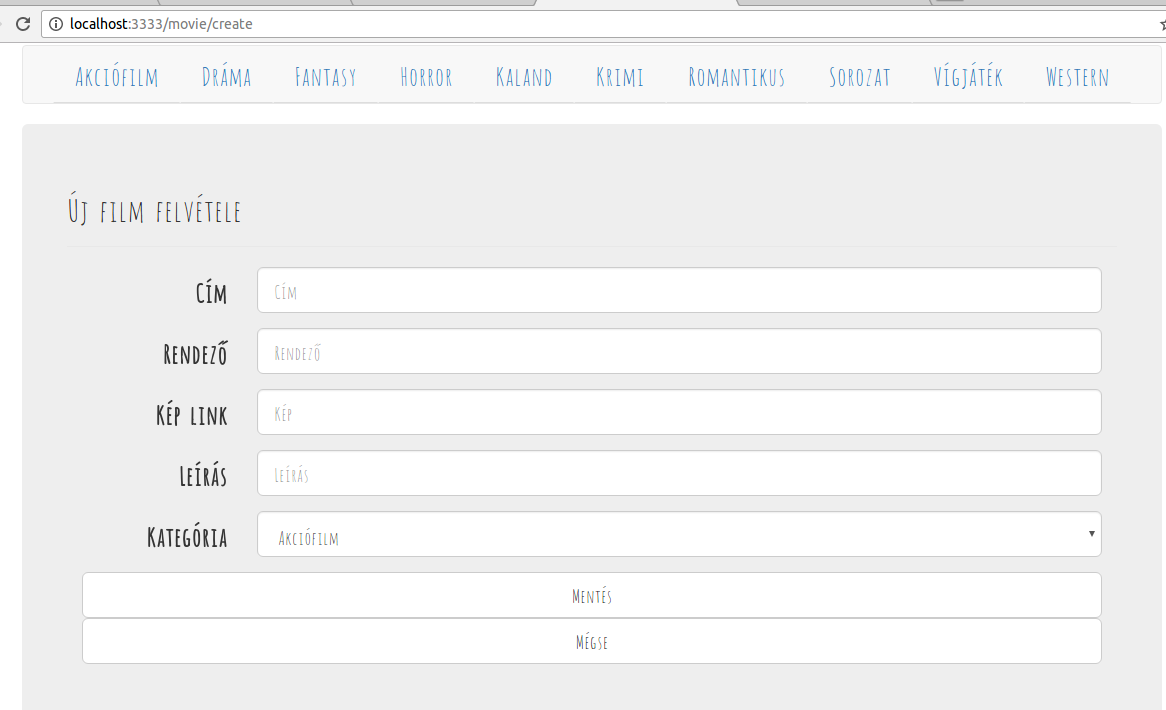 localhost:3333/movie/create
Akciófilm Dráma Fantasy Horror Kaland Krimi Romantikus Sorozat Vígjáték Western
Új film felvétele
Cím Cím
Rendező Rendező
Kép link Kép
Leírás Leírás
Kategória Akciófilm
Mentés
Mégse